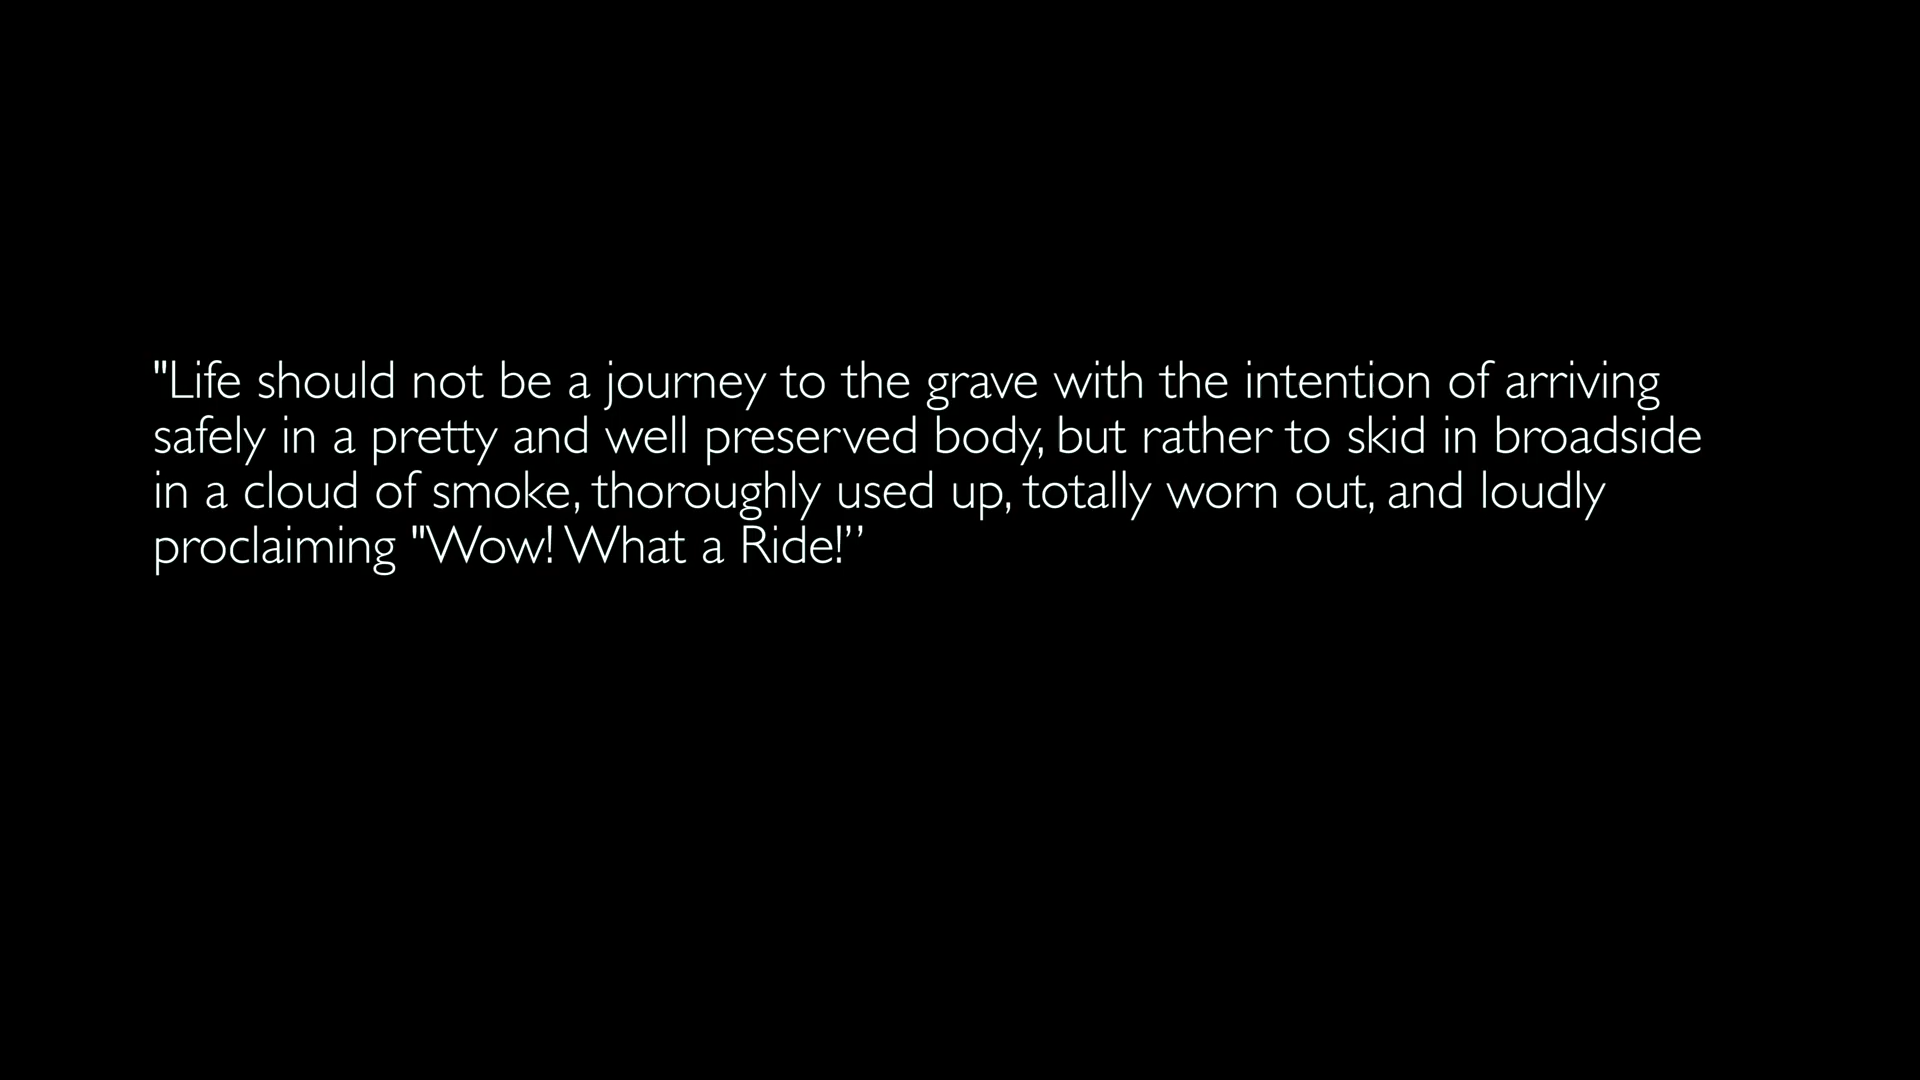 "Life should not be a journey to the grave with the intention of arriving
safely in a pretty and well preserved body, but rather to skid in broadside
in a cloud of smoke, thoroughly used up, totally worn out, and loudly
proclaiming "Wow! What a Ride!”